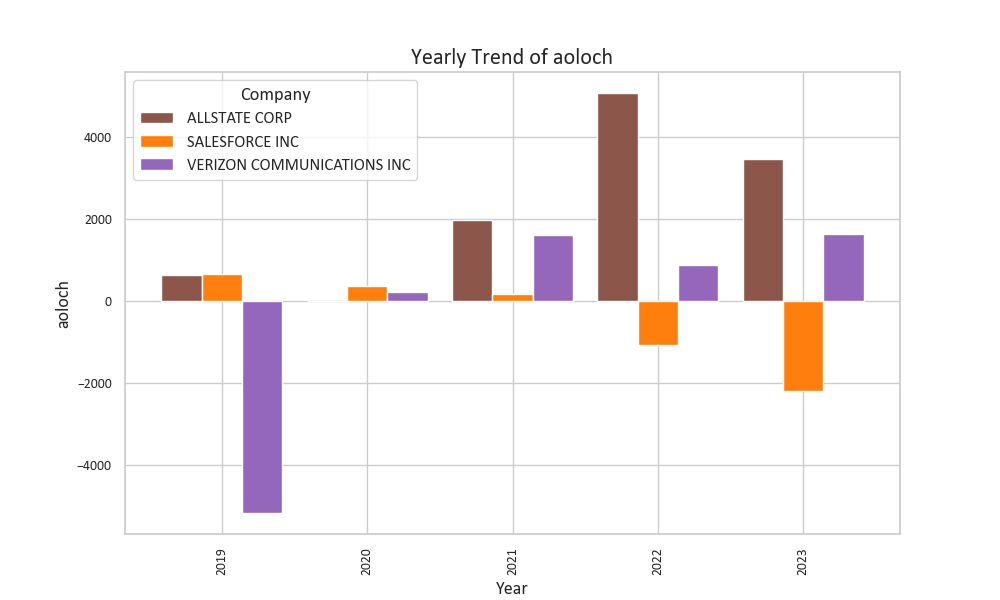 Yearly Trend of aoloch
Company
ALLSTATE CORP
SALESFORCE INC
VERIZON COMMUNICATIONS INC
4000
2000
0
−2000
−4000
aoloch
2019
2020
2021
2022
2023
Year